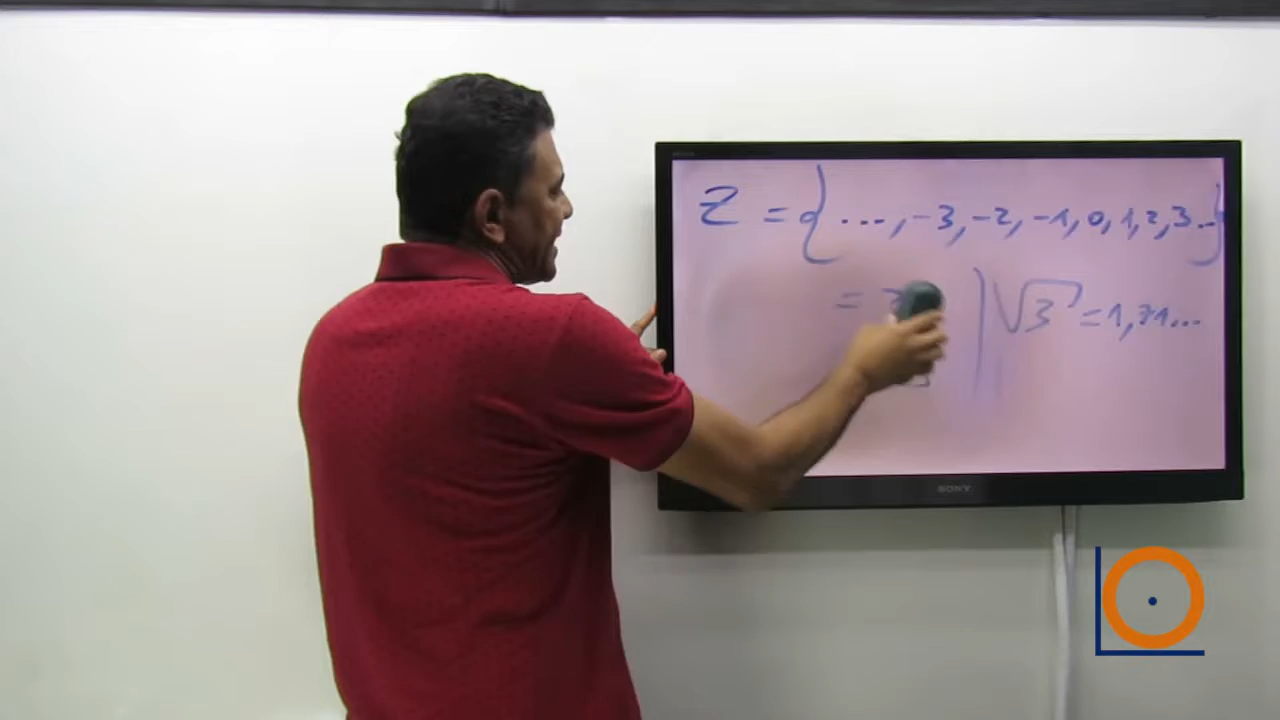 Z = {..., -3, -2, -1, 0, 1, 2, 3...}
= | √3 = 1,71...
SONY